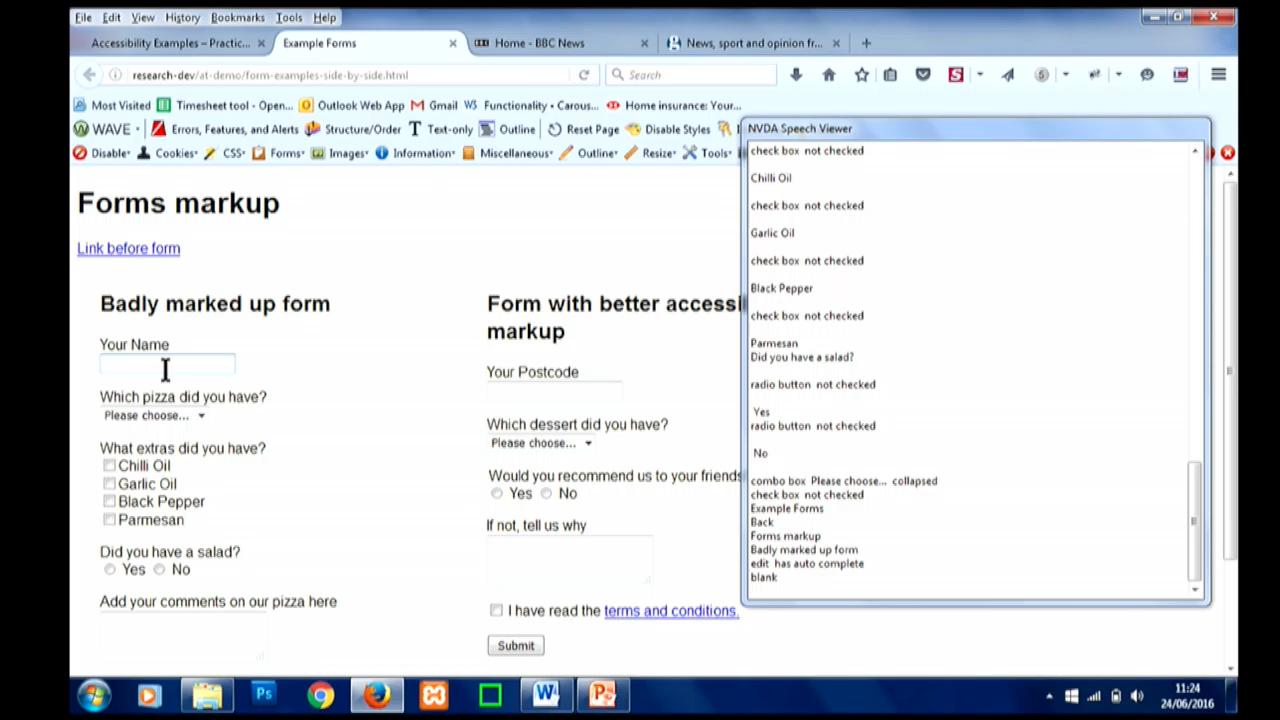 File Edit View History Bookmarks Tools Help
Accessibility Examples – Practic...
Example Forms
Home - BBC News
News, sport and opinion fr...
research-dev/at-demo/form-examples-side-by-side.html
Search
Most Visited Timesheet tool - Open... Outlook Web App Gmail Functionality • Carous... Home insurance: Your...
WAVE Errors, Features, and Alerts Structure/Order Text-only Outline Reset Page Disable Styles
Disable Cookies CSS Forms Images Information Miscellaneous Outline Resize Tools
Forms markup
Link before form
Badly marked up form
Your Name
Which pizza did you have?
Please choose...
What extras did you have?
Chilli Oil
Garlic Oil
Black Pepper
Parmesan
Did you have a salad?
Yes No
Add your comments on our pizza here
Form with better accessi
markup
Your Postcode
Which dessert did you have?
Please choose...
Would you recommend us to your friends
Yes No
If not, tell us why
I have read the terms and conditions.
Submit
NVDA Speech Viewer
check box not checked
Chilli Oil
check box not checked
Garlic Oil
check box not checked
Black Pepper
check box not checked
Parmesan
Did you have a salad?
radio button not checked
Yes
radio button not checked
No
combo box Please choose... collapsed
check box not checked
Example Forms
Back
Forms markup
Badly marked up form
edit has auto complete
blank
11:24
24/06/2016